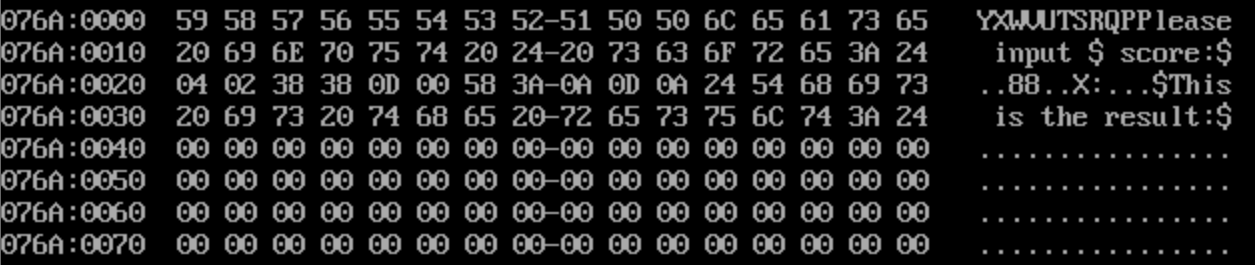 076A:0000 59 58 57 56 55 54 53 52-51 50 50 6C 65 61 73 65 YXWVUTSRQPPlease
076A:0010 20 69 6E 70 75 74 20 24-20 73 63 6F 72 65 3A 24 input $ score:$
076A:0020 04 02 38 38 0D 00 58 3A-0A 0D 0A 24 54 68 69 73 ..88..X:...$This
076A:0030 20 69 73 20 74 68 65 20-72 65 73 75 6C 74 3A 24 is the result:$
076A:0040 00 00 00 00 00 00 00 00-00 00 00 00 00 00 00 00 ................
076A:0050 00 00 00 00 00 00 00 00-00 00 00 00 00 00 00 00 ................
076A:0060 00 00 00 00 00 00 00 00-00 00 00 00 00 00 00 00 ................
076A:0070 00 00 00 00 00 00 00 00-00 00 00 00 00 00 00 00 ................